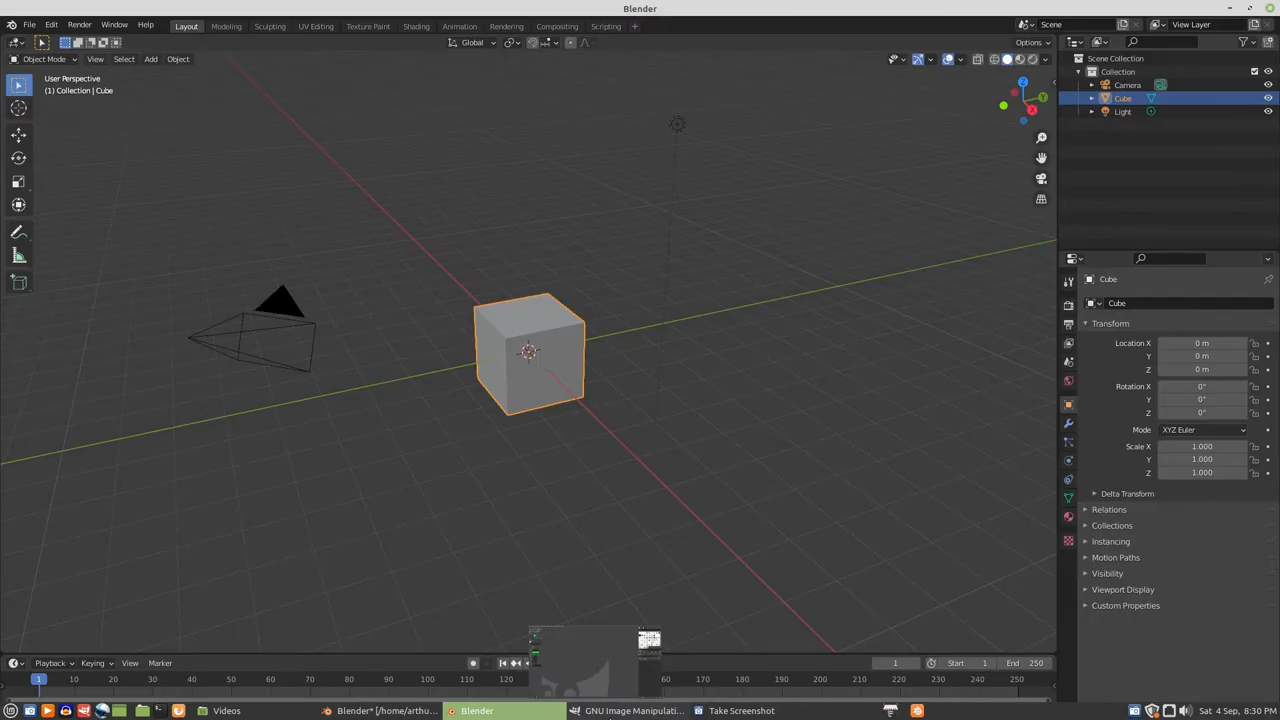 Blender
File Edit Render Window Help Layout Modeling Sculpting UV Editing Texture Paint Shading Animation Compositing Rendering Scripting + Scene View Layer
Global Options
Object Mode View Select Add Object
User Perspective
(1) Collection | Cube
X
Y
Z
Scene Collection
Collection
Camera
Cube
Light
Cube
Cube
Transform
Location X 0 m
Y 0 m
Z 0 m
Rotation X 0°
Y 0°
Z 0°
Mode XYZ Euler
Scale X 1.000
Y 1.000
Z 1.000
Delta Transform
Relations
Collections
Instancing
Motion Paths
Visibility
Viewport Display
Custom Properties
Playback Keying View Marker 1 Start 1 End 250
1 10 20 30 40 50 60 70 80 90 100 110 160 170 180 190 200 210 220 230 240 250
Videos Blender* [/home/arthu... Blender GNU Image Manipulati... Take Screenshot Sat 4 Sep, 8:30 PM